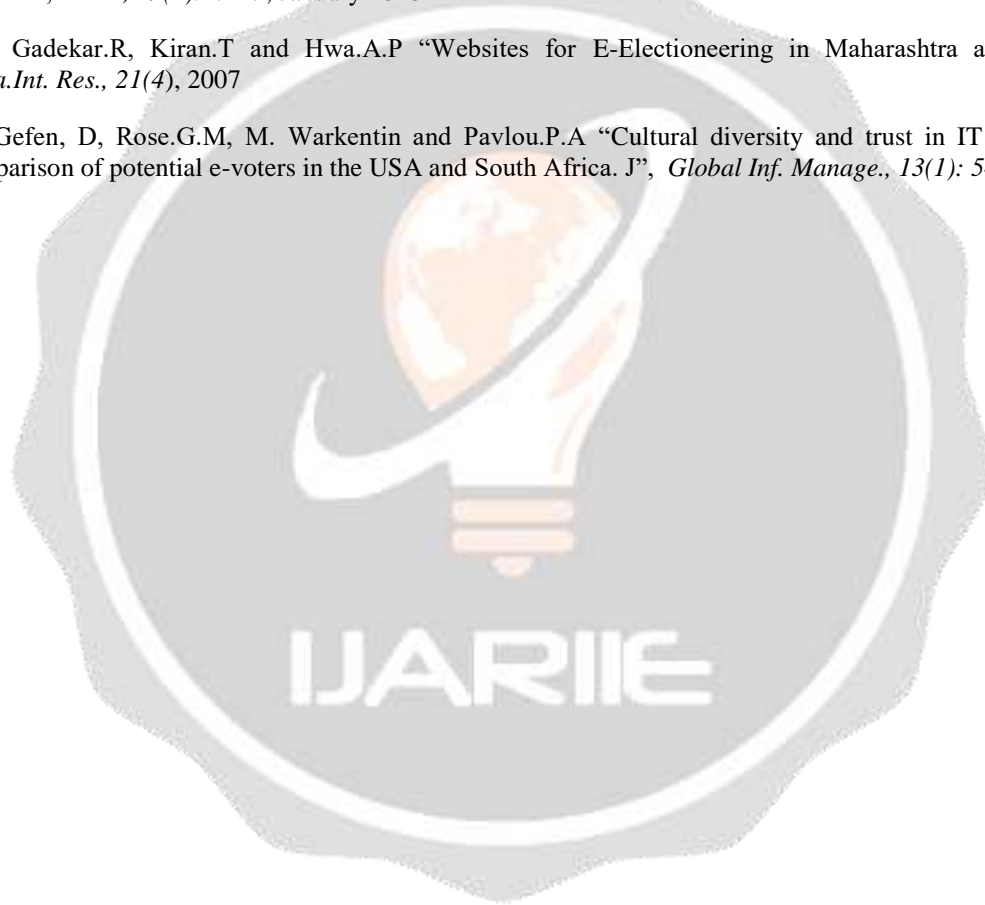 Gadekar.R, Kiran.T and Hwa.A.P “Websites for E-Electioneering in Maharashtra
Int. Res., 21(4), 2007
Gefen, D, Rose.G.M, M. Warkentin and Pavlou.P.A “Cultural diversity and trust in IT
of potential e-voters in the USA and South Africa. J”, Global Inf. Manage., 13(1):
IJARIIE